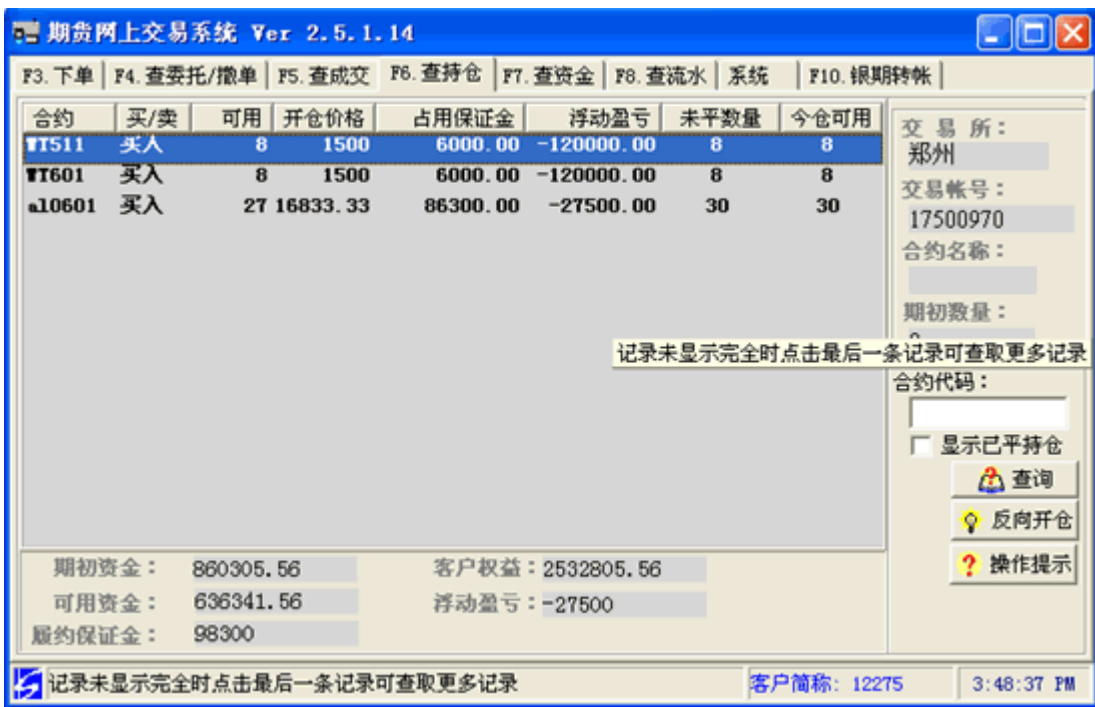 期货网上交易系统 Ver 2.5.1.14
F3.下单 F4.查委托/撤单 F5.查成交 F6.查持仓 F7.查资金 F8.查流水 系统 F10.银期转帐
合约 买/卖 可用 开仓价格 占用保证金 浮动盈亏 未平数量 今仓可用
WT511 买入 8 1500 6000.00 -120000.00 8 8
WT601 买入 8 1500 6000.00 -120000.00 8 8
al0601 买入 27 16833.33 86300.00 -27500.00 30 30
交易所：
郑州
交易帐号：
17500970
合约名称：
期初数量：
记录未显示完全时点击最后一条记录可查取更多记录
合约代码：
显示已平持仓
查询
反向开仓
操作提示
期初资金： 860305.56 客户权益：2532805.56
可用资金： 636341.56 浮动盈亏：-27500
履约保证金： 98300
记录未显示完全时点击最后一条记录可查取更多记录 客户简称: 12275 3:48:37 PM